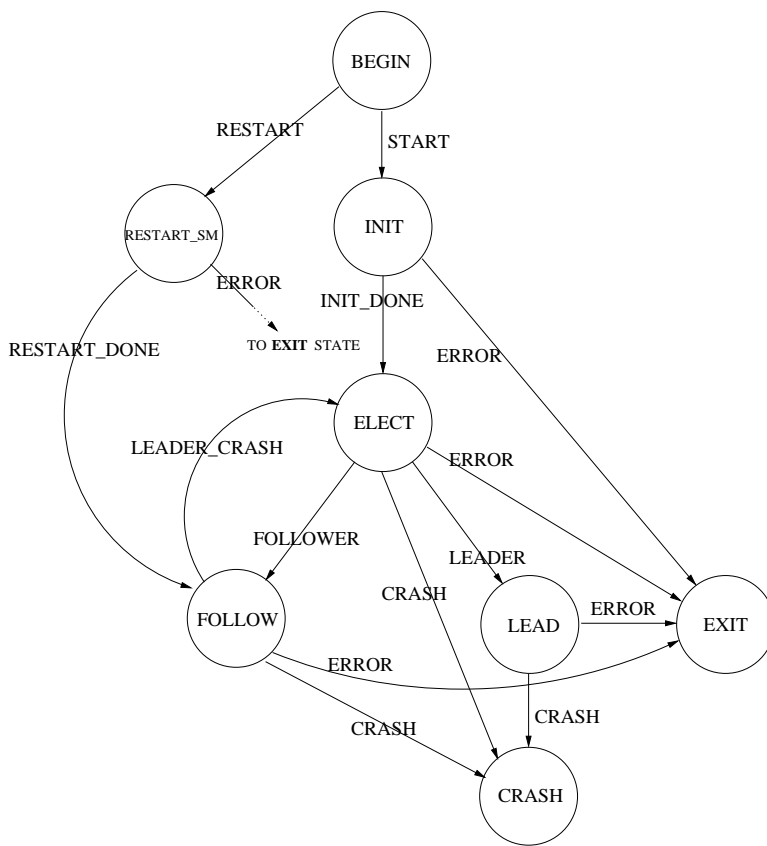 BEGIN
RESTART
START
RESTART_SM
INIT
ERROR
INIT_DONE
TO EXIT STATE
RESTART_DONE
ERROR
ELECT
LEADER_CRASH
ERROR
FOLLOWER
LEADER
CRASH
FOLLOW
LEAD
ERROR
EXIT
ERROR
CRASH
CRASH
CRASH